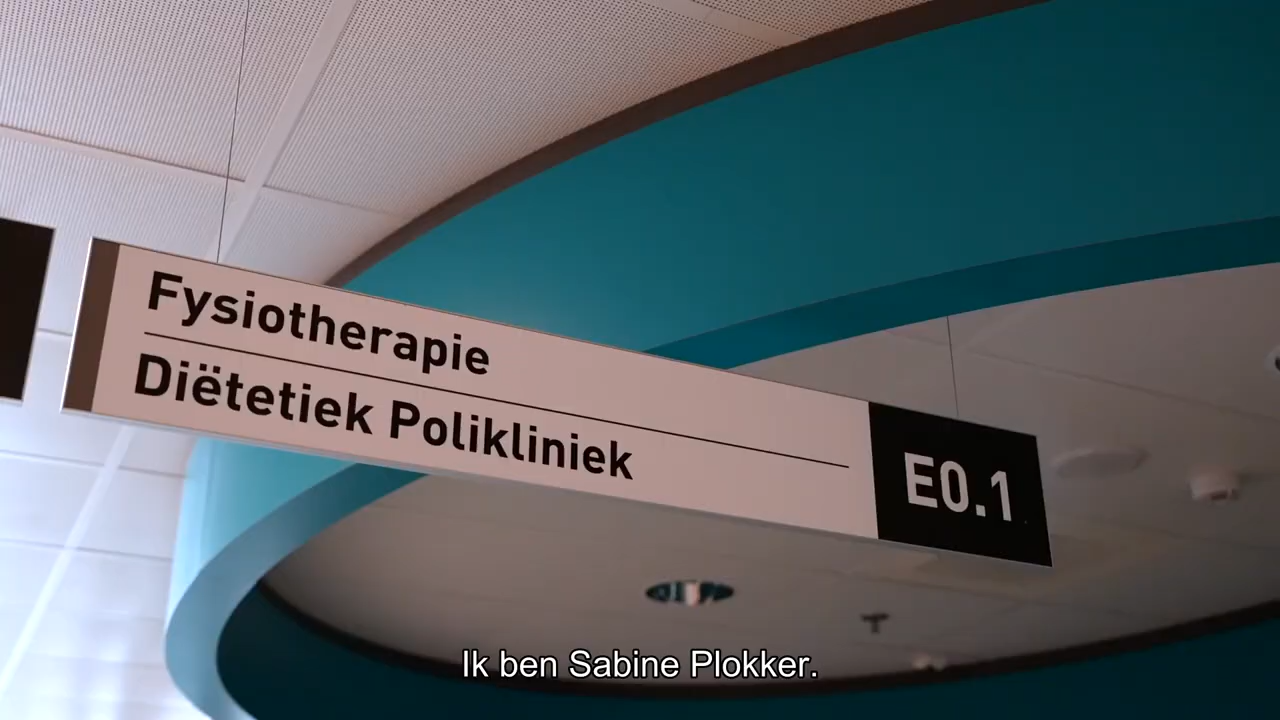 Fysiotherapie
Diëtetiek Polikliniek
E0.1
Ik ben Sabine Plokker.